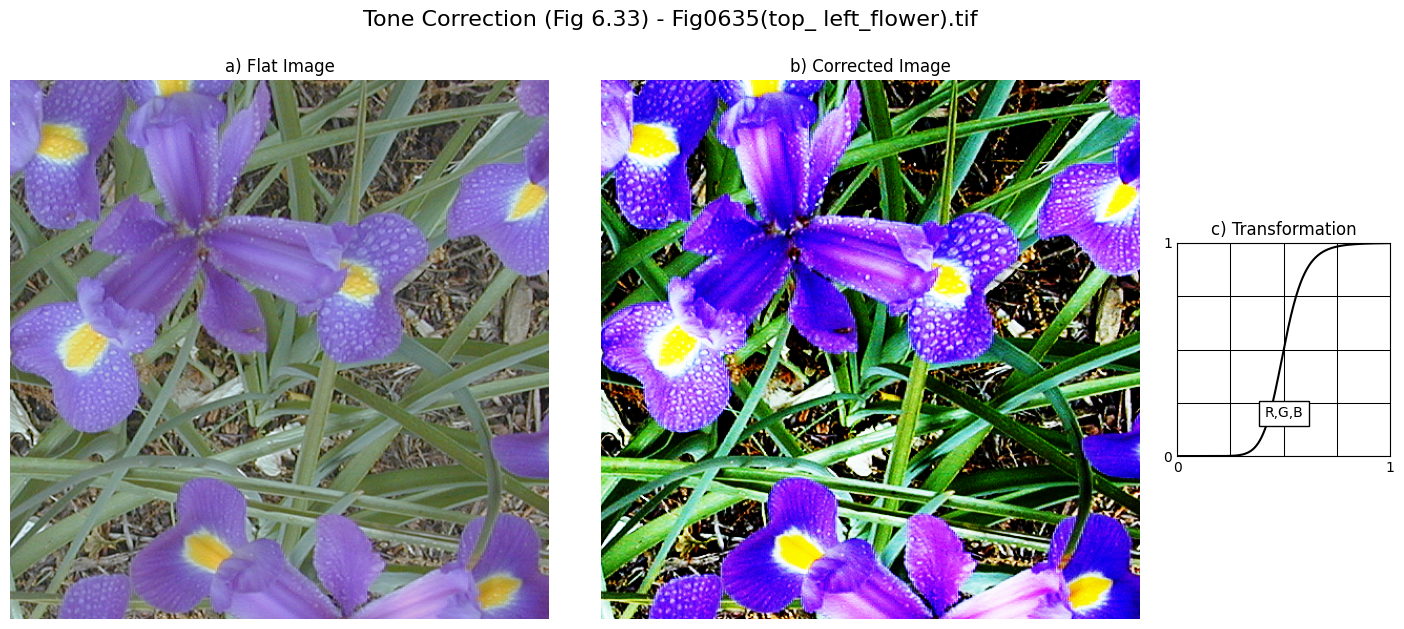 Tone Correction (Fig 6.33) - Fig0635(top_ left_flower).tif
a) Flat Image
b) Corrected Image
c) Transformation
1
R,G,B
0
0 1